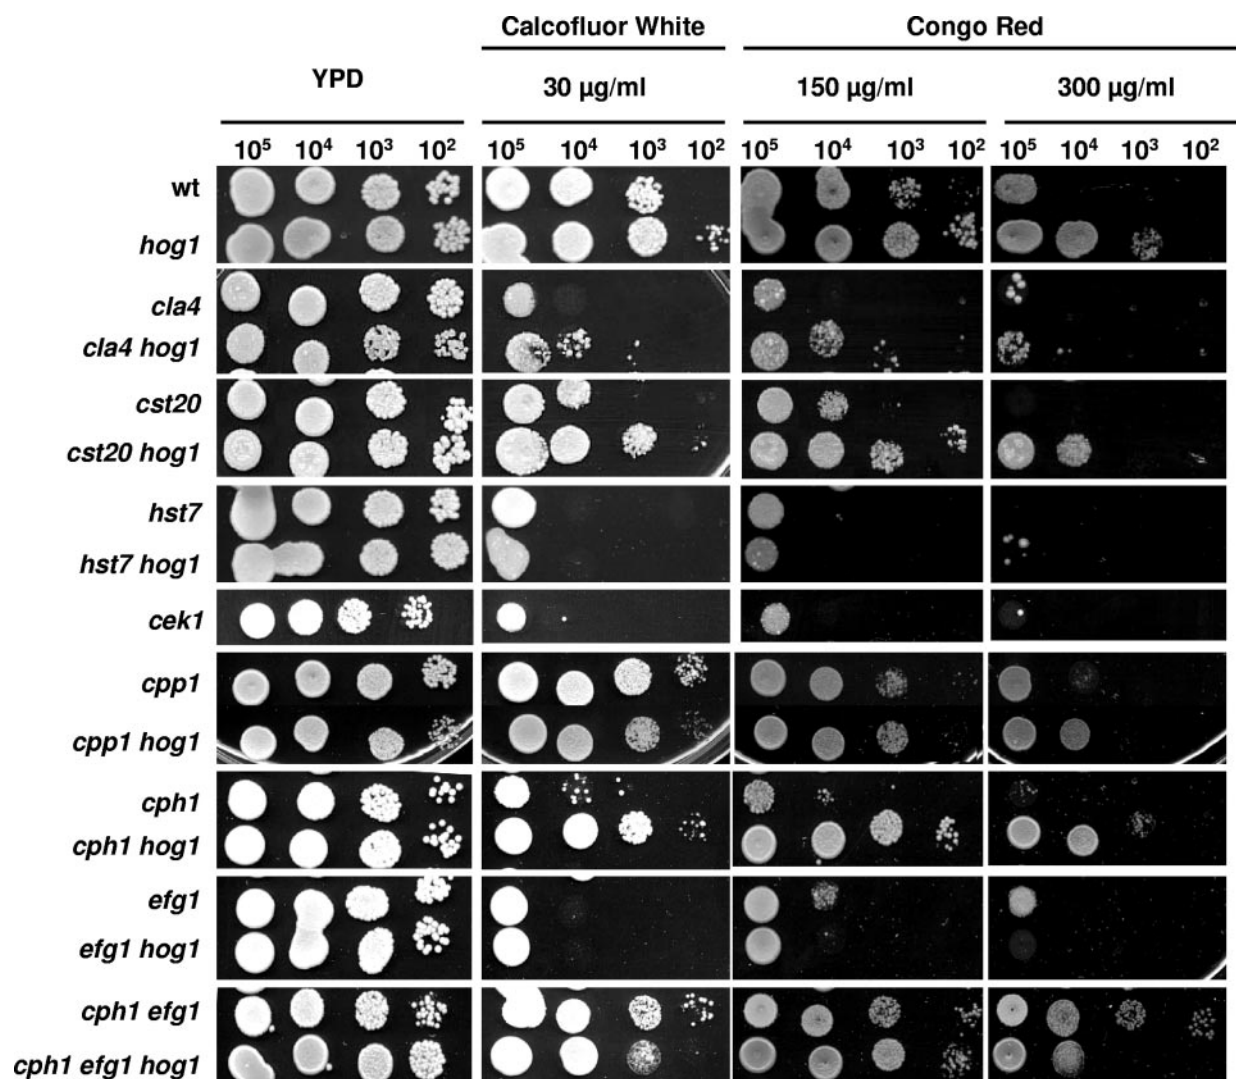 Calcofluor White Congo Red
YPD 30 µg/ml 150 µg/ml 300 µg/ml
10⁵ 10⁴ 10³ 10² 10⁵ 10⁴ 10³ 10² 10⁵ 10⁴ 10³ 10² 10⁵ 10⁴ 10³ 10²
wt
hog1
cla4
cla4 hog1
cst20
cst20 hog1
hst7
hst7 hog1
cek1
cpp1
cpp1 hog1
cph1
cph1 hog1
efg1
efg1 hog1
cph1 efg1
cph1 efg1 hog1